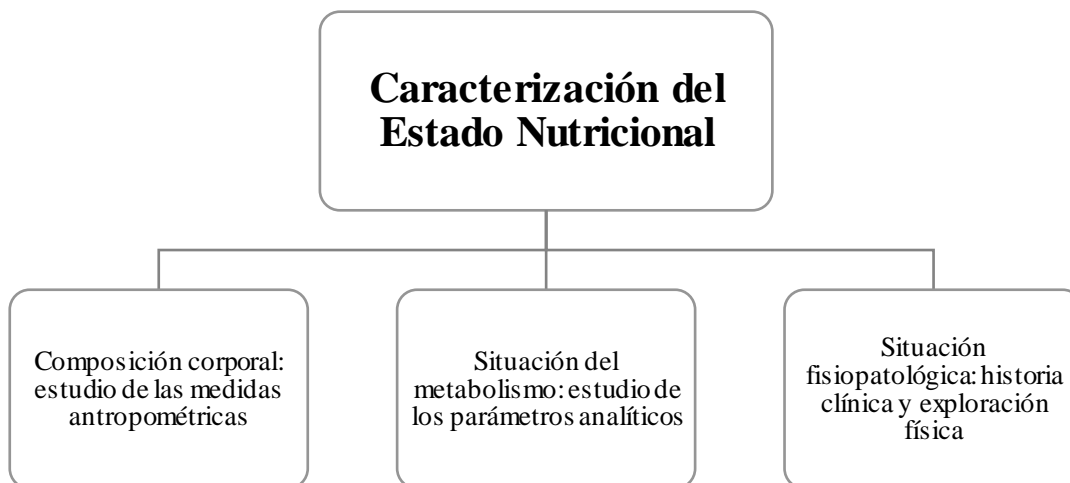 Caracterización del
Estado Nutricional
Composición corporal:
estudio de las medidas
antropométricas
Situación del
metabolismo: estudio de
los parámetros analíticos
Situación
fisiopatológica: historia
clínica y exploración
física